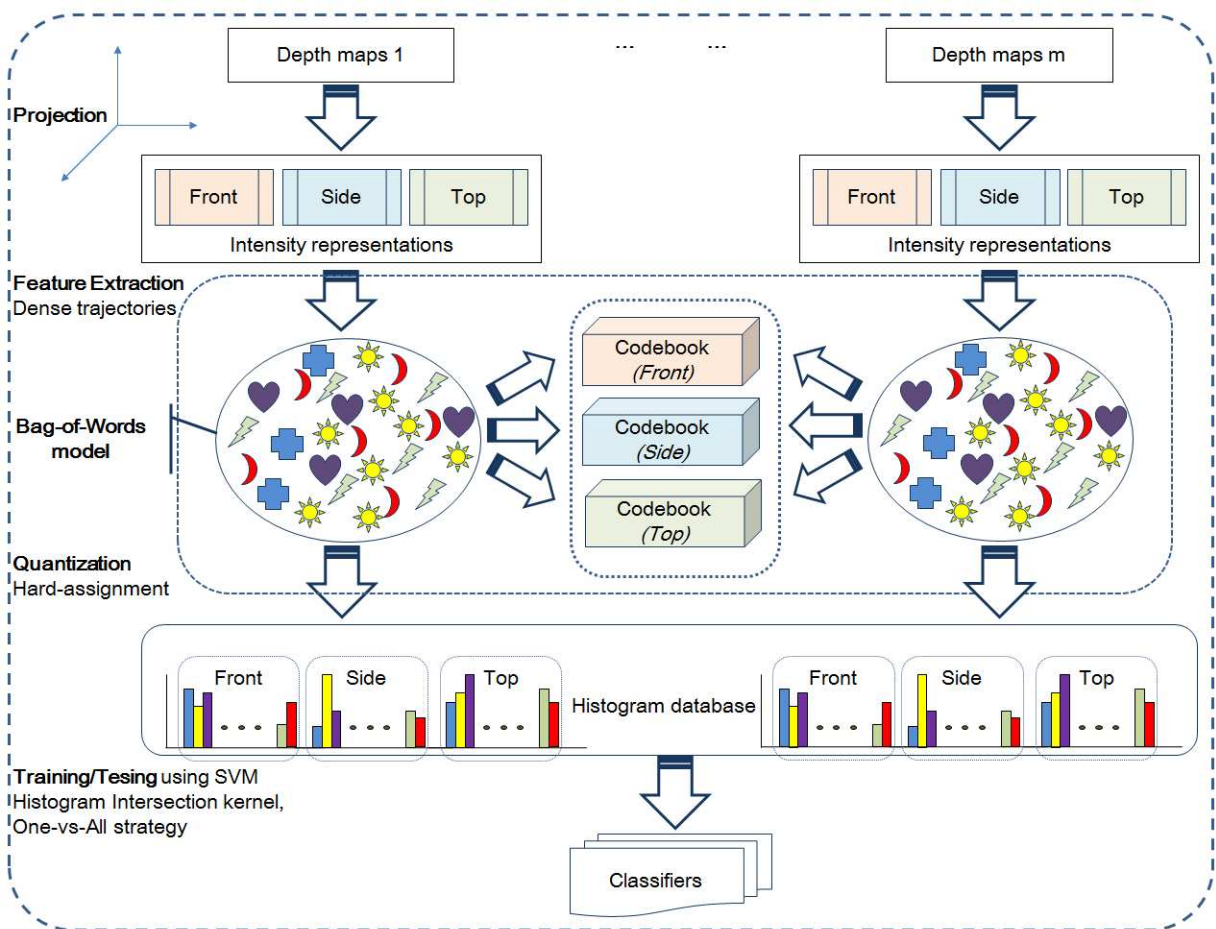 Depth maps 1
... ...
Depth maps m
Projection
Front Side Top
Intensity representations
Front Side Top
Intensity representations
Feature Extraction
Dense trajectories
Codebook
(Front)
Codebook
(Side)
Codebook
(Top)
Bag-of-Words
model
Quantization
Hard-assignment
Front Side Top
Histogram database
Front Side Top
Training/Tesing using SVM
Histogram Intersection kernel,
One-vs-All strategy
Classifiers